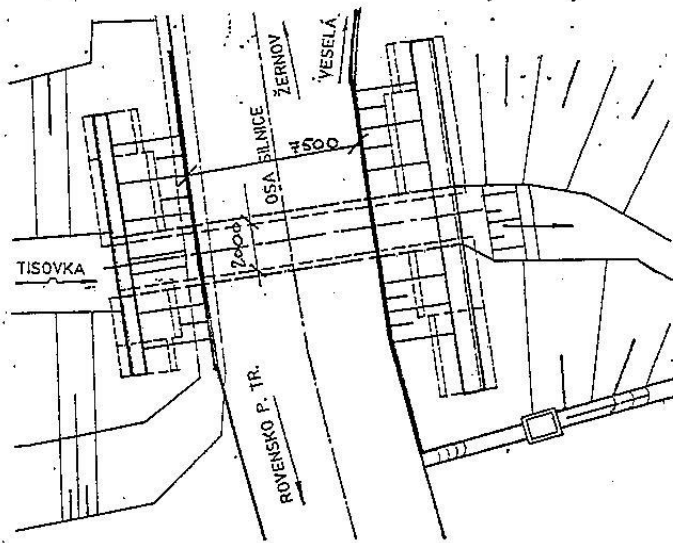 VESELÁ
ŽERNOV
OSA SILNICE
7500
2000
TISOVKA
ROVENSKO P. TR.